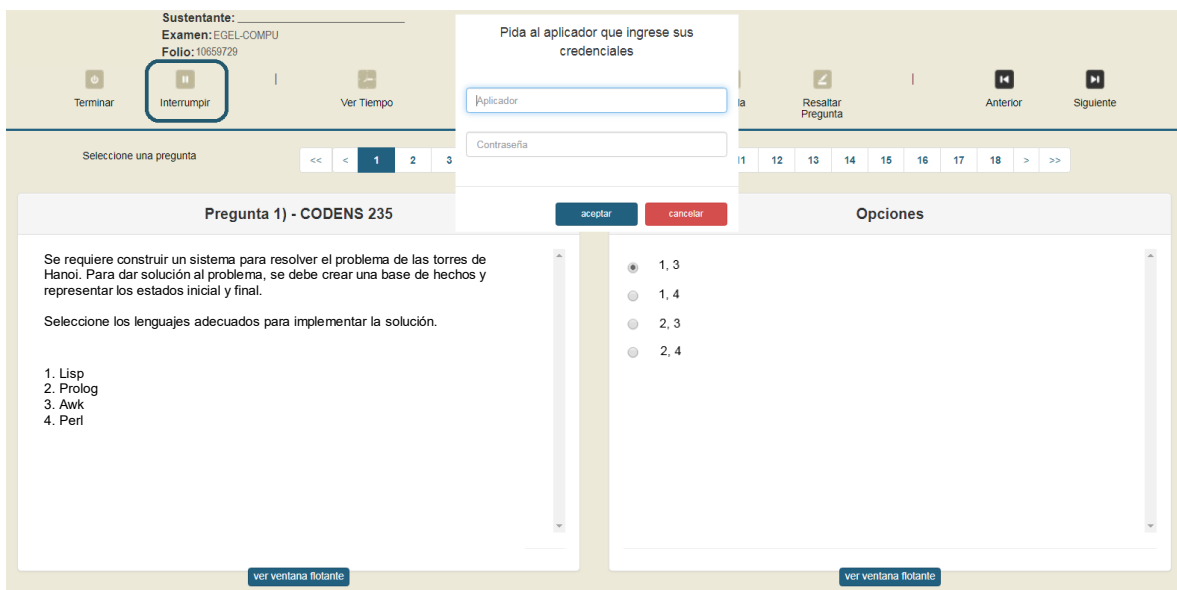 Sustentante:
Examen: EGEL-COMPU
Folio: 10659729
Terminar
Interrumpir
Ver Tiempo
Resaltar
Pregunta
Anterior
Siguiente
Pida al aplicador que ingrese sus
credenciales
Aplicador
Contraseña
aceptar
cancelar
Seleccione una pregunta
<< < 1 2 3 12 13 14 15 16 17 18 > >>
Pregunta 1) - CODENS 235
Se requiere construir un sistema para resolver el problema de las torres de
Hanoi. Para dar solución al problema, se debe crear una base de hechos y
representar los estados inicial y final.
Seleccione los lenguajes adecuados para implementar la solución.
1. Lisp
2. Prolog
3. Awk
4. Perl
ver ventana flotante
Opciones
1, 3
1, 4
2, 3
2, 4
ver ventana flotante